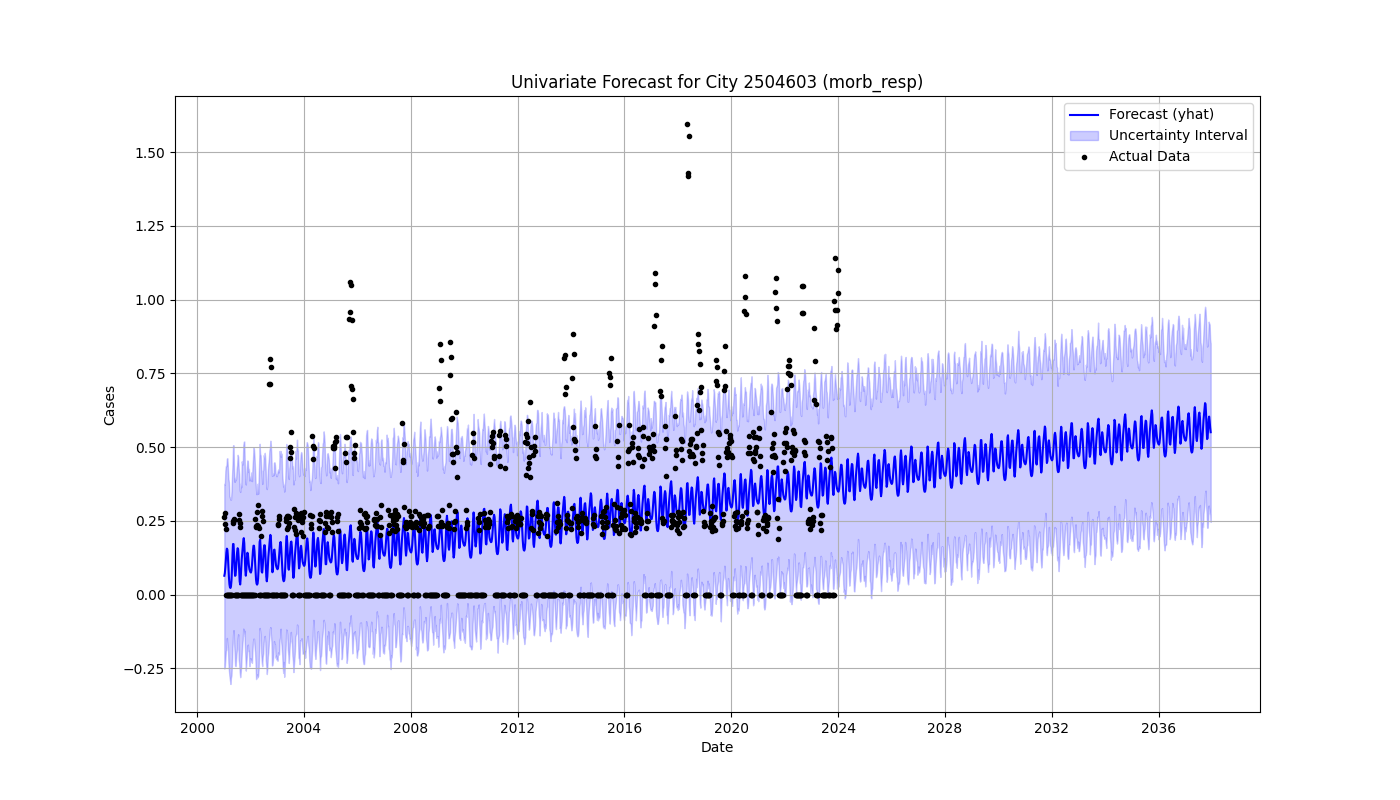 Univariate Forecast for City 2504603 (morb_resp)
Forecast (yhat)
Uncertainty Interval
Actual Data
Cases
1.50
1.25
1.00
0.75
0.50
0.25
0.00
−0.25
2000 2004 2008 2012 2016 2020 2024 2028 2032 2036
Date